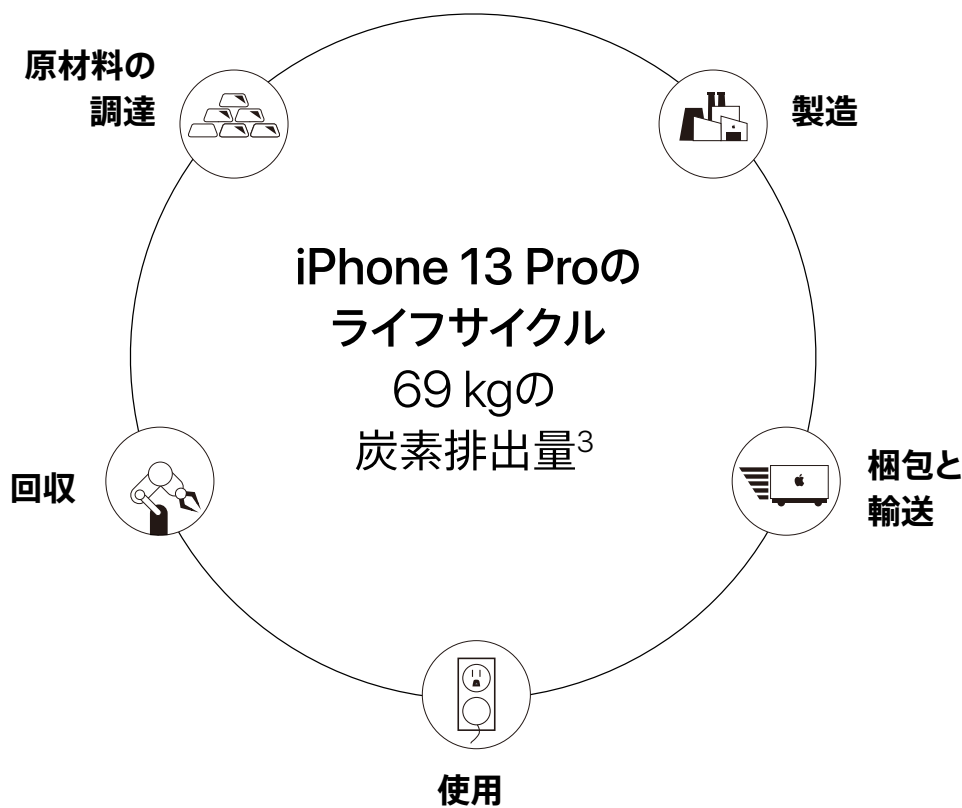 原材料の
調達
製造
iPhone 13 Proの
ライフサイクル
69 kgの
炭素排出量3
回収
梱包と
輸送
使用